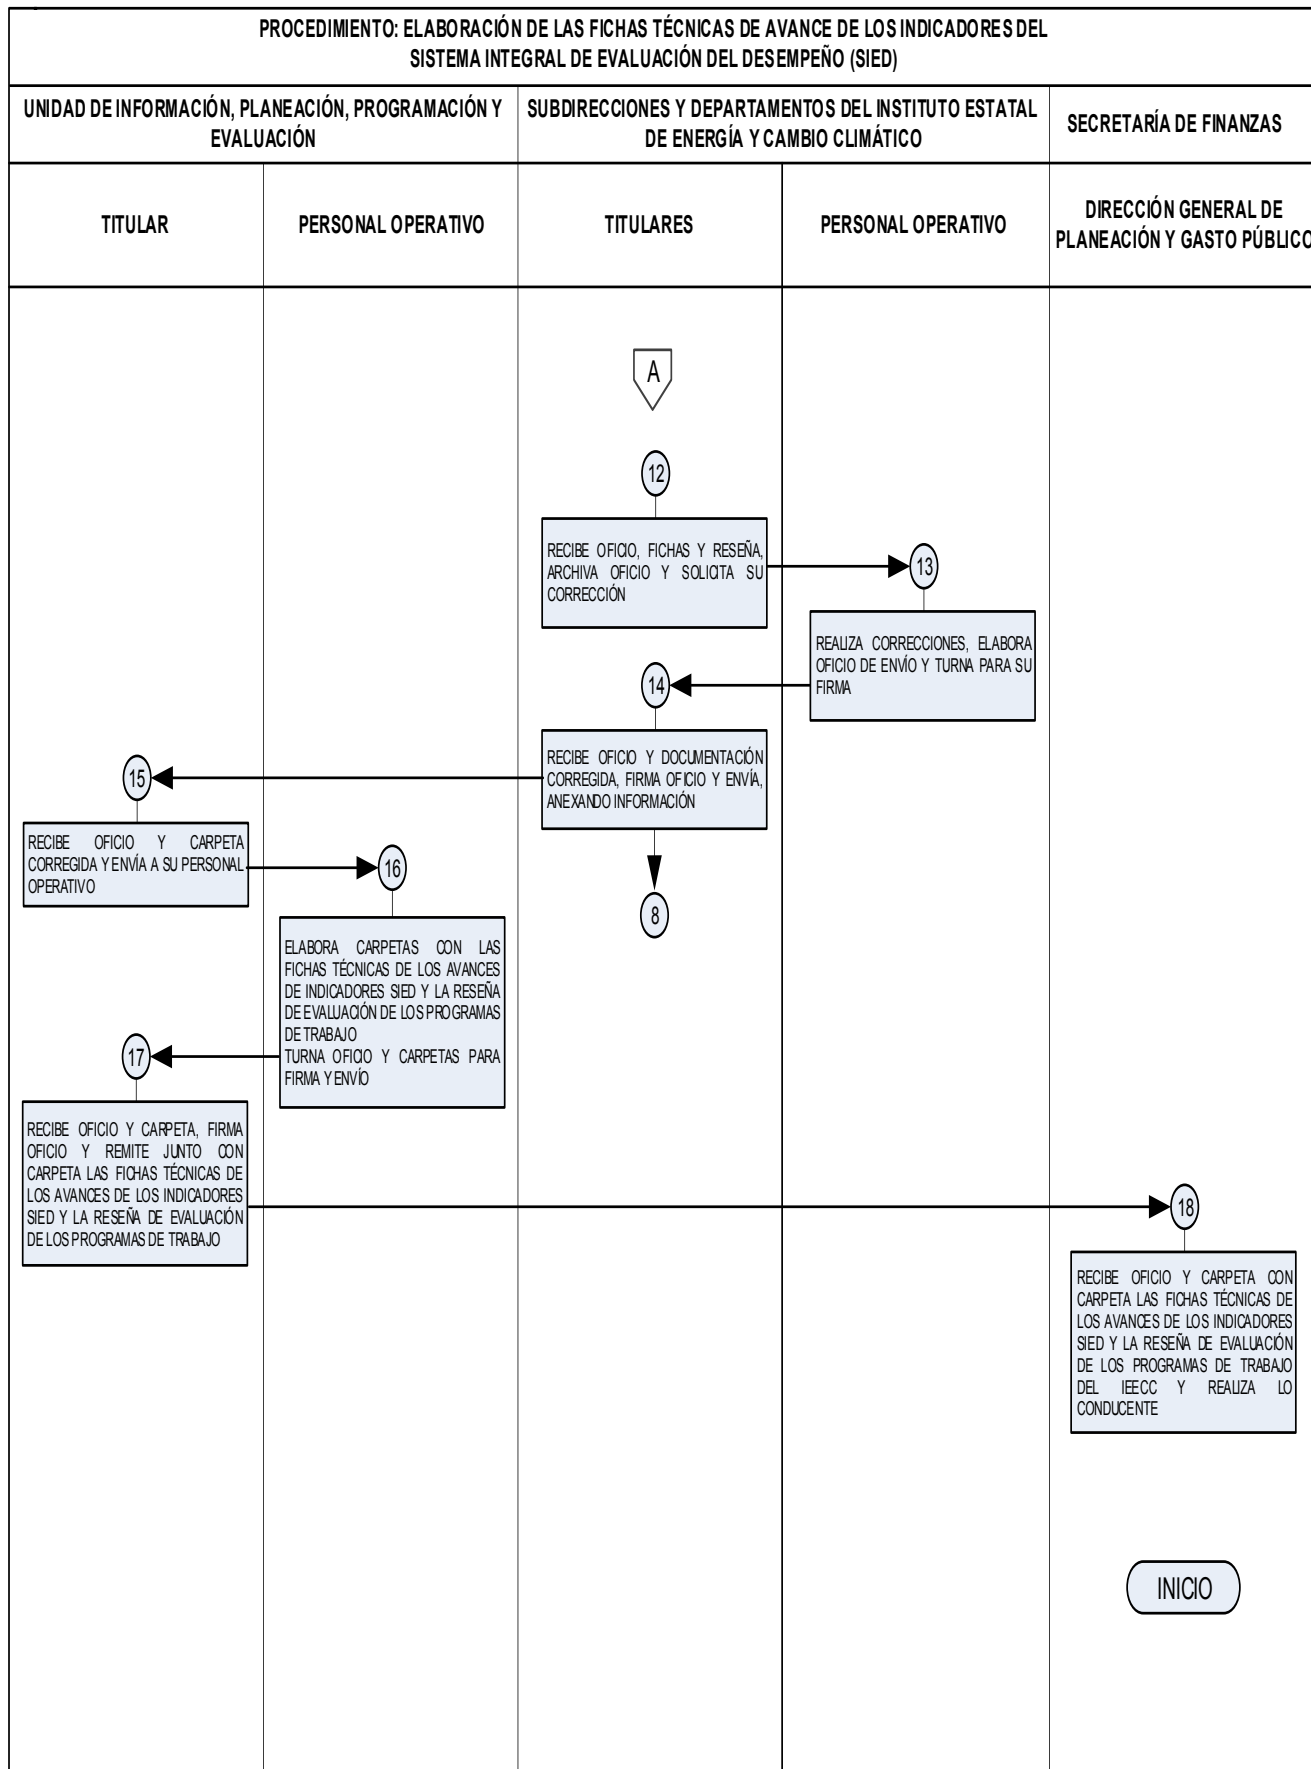 PROCEDIMIENTO: ELABORACIÓN DE LAS FICHAS TÉCNICAS DE AVANCE DE LOS INDICADORES DEL
SISTEMA INTEGRAL DE EVALUACIÓN DEL DESEMPEÑO (SIED)
UNIDAD DE INFORMACIÓN, PLANEACIÓN, PROGRAMACIÓN Y
EVALUACIÓN
SUBDIRECCIONES Y DEPARTAMENTOS DEL INSTITUTO ESTATAL
DE ENERGÍA Y CAMBIO CLIMÁTICO
SECRETARÍA DE FINANZAS
TITULAR
PERSONAL OPERATIVO
TITULARES
PERSONAL OPERATIVO
DIRECCIÓN GENERAL DE
PLANEACIÓN Y GASTO PÚBLICO
A
12
RECIBE OFICIO, FICHAS Y RESEÑA,
ARCHIVA OFICIO Y SOLICITA SU
CORRECCIÓN
13
REALIZA CORRECCIONES, ELABORA
OFICIO DE ENVÍO Y TURNA PARA SU
FIRMA
14
RECIBE OFICIO Y DOCUMENTACIÓN
CORREGIDA, FIRMA OFICIO Y ENVÍA,
ANEXANDO INFORMACIÓN
15
RECIBE OFICIO Y CARPETA
CORREGIDA Y ENVÍA A SU PERSONAL
OPERATIVO
16
8
ELABORA CARPETAS CON LAS
FICHAS TÉCNICAS DE LOS AVANCES
DE INDICADORES SIED Y LA RESEÑA
DE EVALUACIÓN DE LOS PROGRAMAS
DE TRABAJO
TURNA OFICIO Y CARPETAS PARA
FIRMA Y ENVÍO
17
RECIBE OFICIO Y CARPETA, FIRMA
OFICIO Y REMITE JUNTO CON
CARPETA LAS FICHAS TÉCNICAS DE
LOS AVANCES DE LOS INDICADORES
SIED Y LA RESEÑA DE EVALUACIÓN
DE LOS PROGRAMAS DE TRABAJO
18
RECIBE OFICIO Y CARPETA CON
CARPETA LAS FICHAS TÉCNICAS DE
LOS AVANCES DE LOS INDICADORES
SIED Y LA RESEÑA DE EVALUACIÓN
DE LOS PROGRAMAS DE TRABAJO
DEL IEECC Y REALIZA LO
CONDUCENTE
INICIO